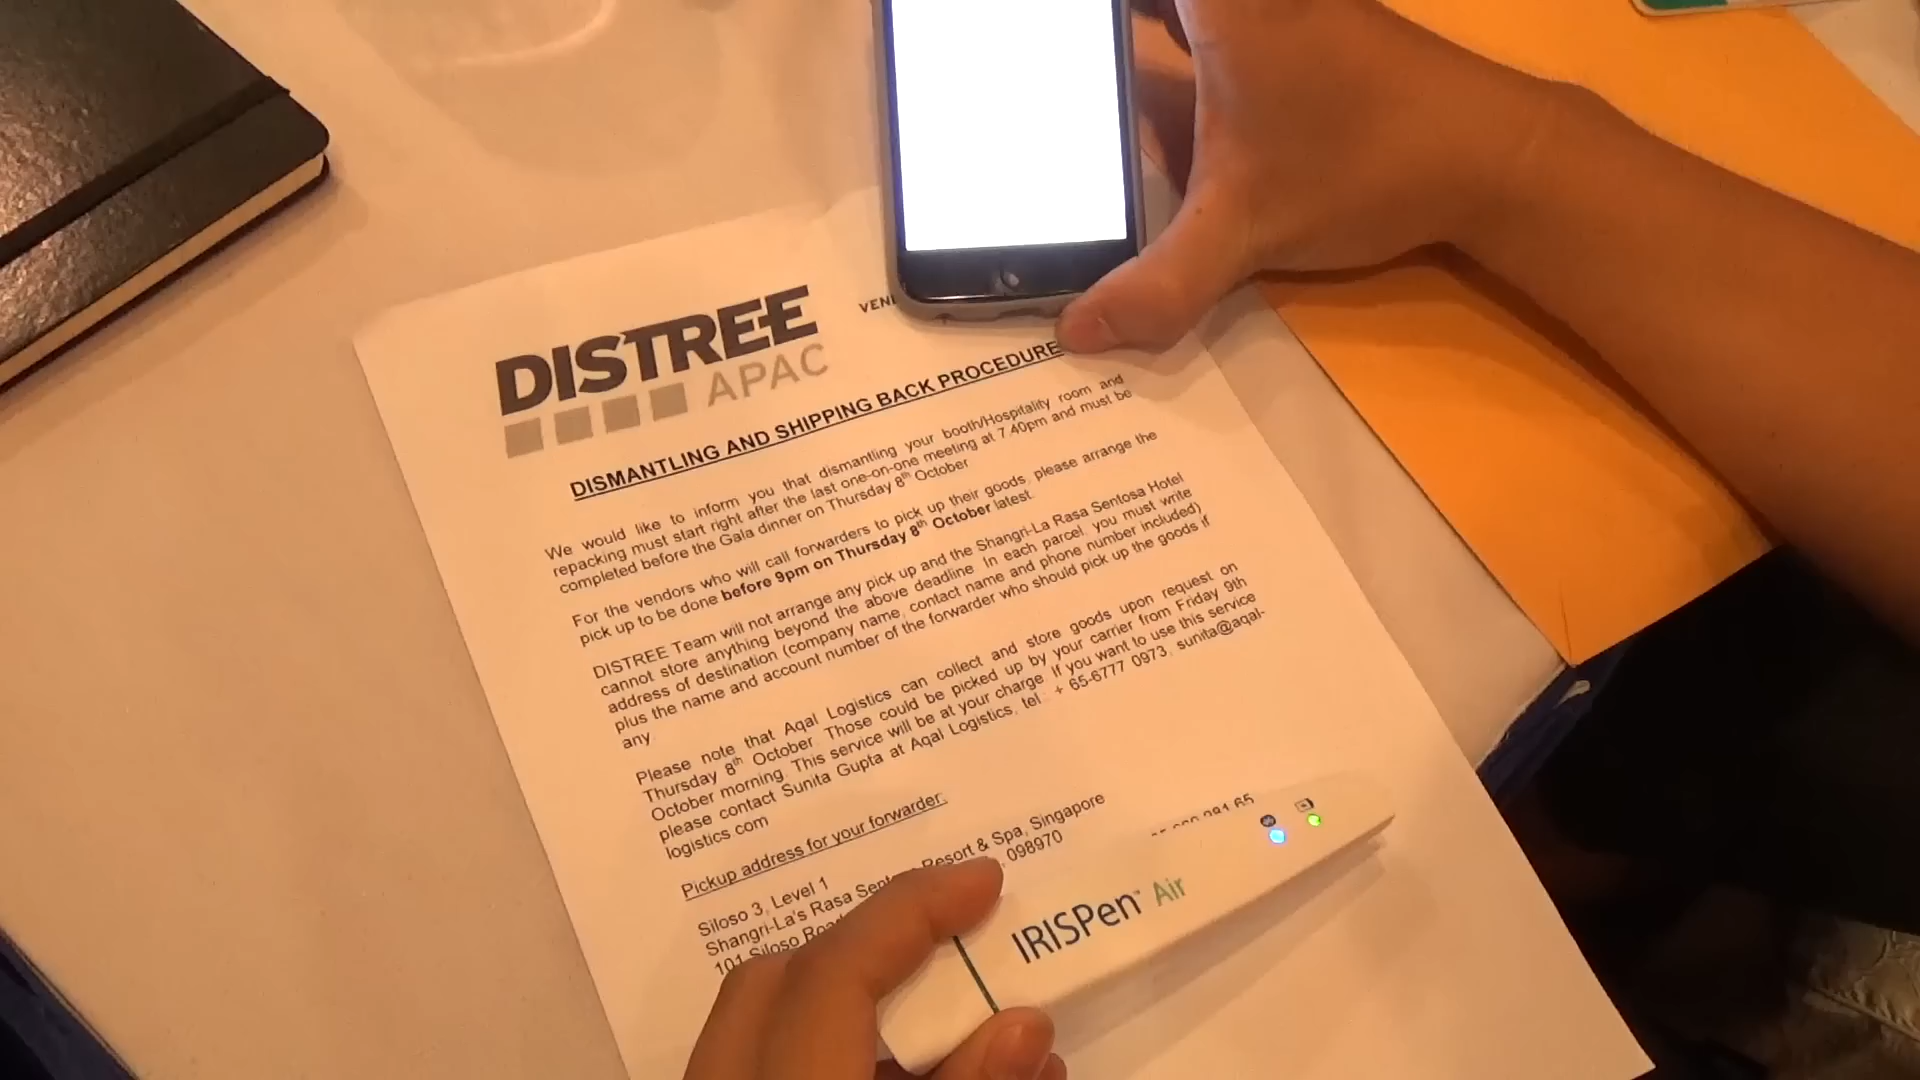 DISTREE
APAC
DISMANTLING AND SHIPPING BACK PROCEDURE
We would like to inform you that dismantling your booth/Hospitality room and
repacking must start right after the last one-on-one meeting at 7.40pm and must be
completed before the Gala dinner on Thursday 8th October
For the vendors who will call forwarders to pick up their goods, please arrange the
pick up to be done before 9pm on Thursday 8th October latest.
DISTREE Team will not arrange any pick up and the Shangri-La Rasa Sentosa Hotel
cannot store anything beyond the above deadline. In each parcel, you must write
address of destination (company name, contact name and phone number included)
plus the name and account number of the forwarder who should pick up the goods if
any
Please note that Aqal Logistics can collect and store goods upon request on
Thursday 8th October. Those could be picked up by your carrier from Friday 9th
October morning. This service will be at your charge. If you want to use this service
please contact Sunita Gupta at Aqal Logistics, tel.: + 65-6777 0973, sunita@aqal-
logistics.com
Pickup address for your forwarder:
Siloso 3, Level 1
Shangri-La's Rasa Resort & Spa, Singapore
101 Siloso 098970
IRISPen™ Air